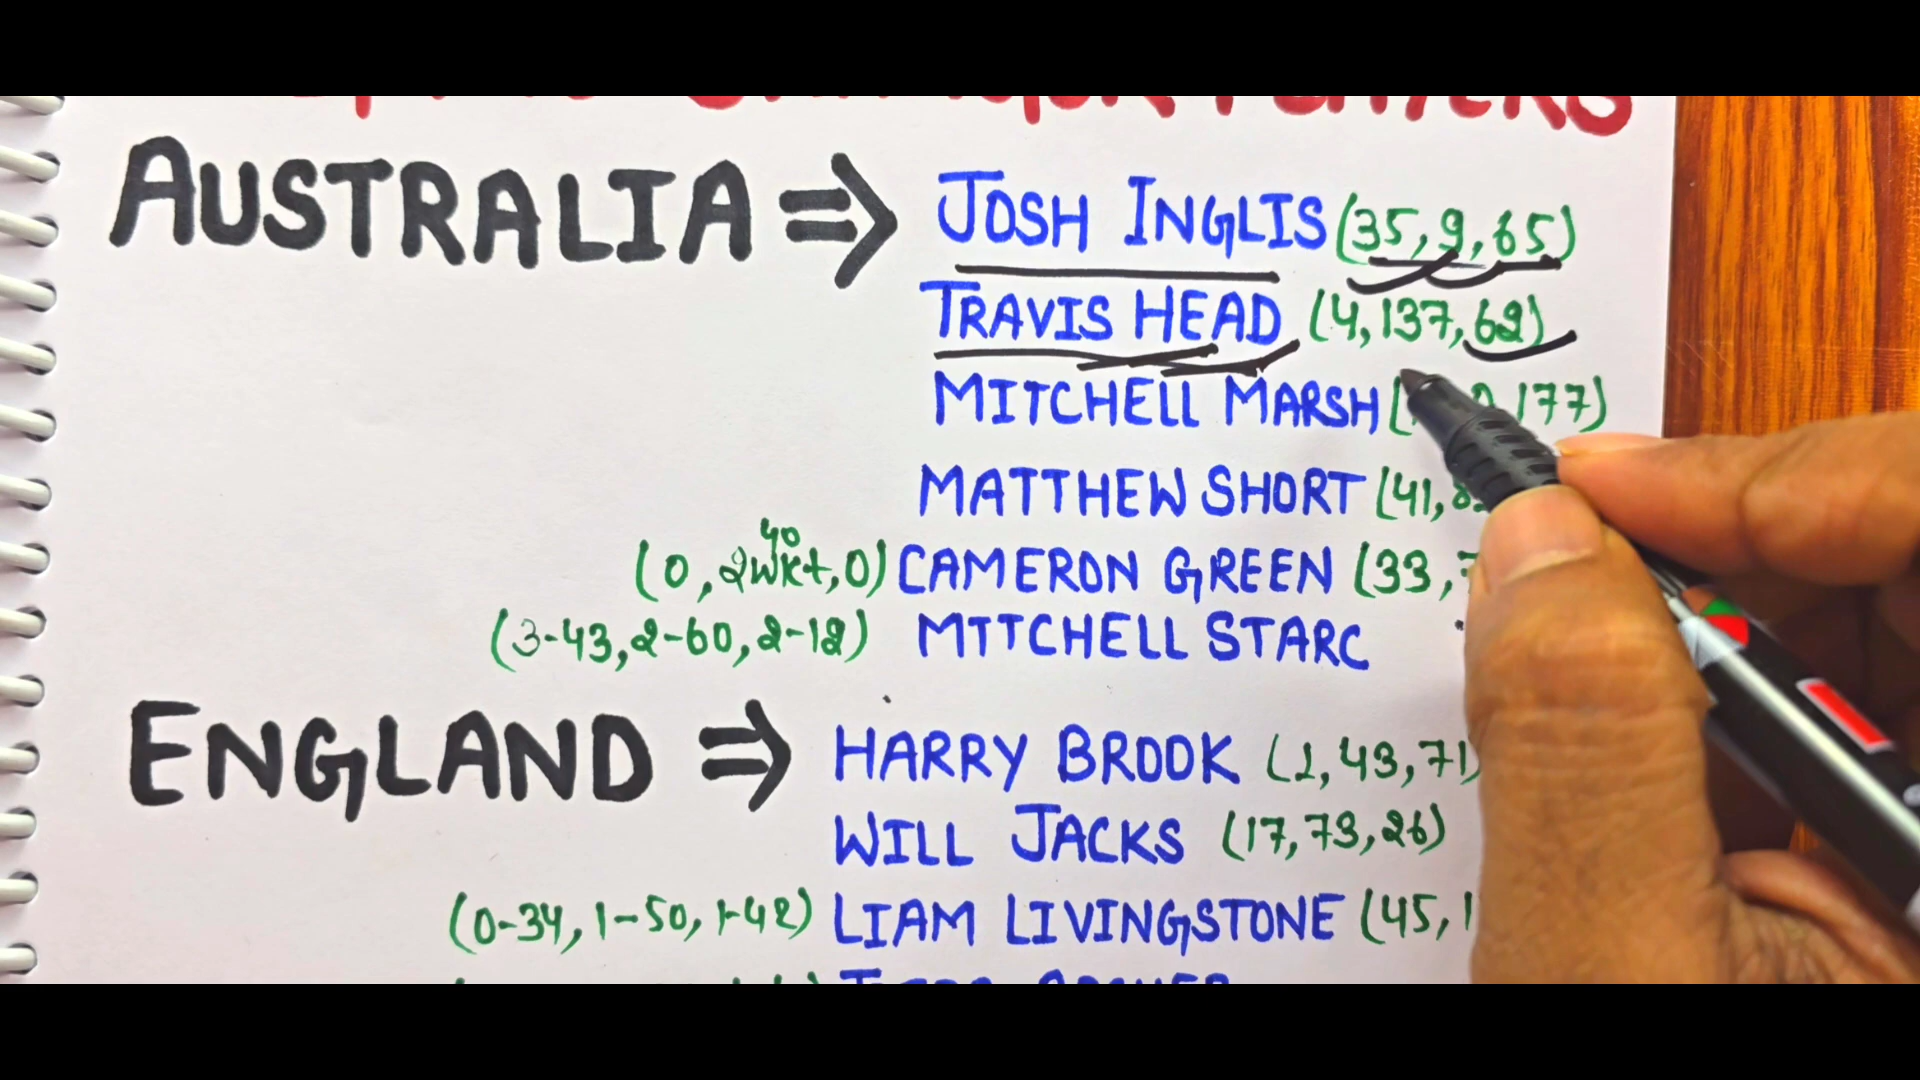 AUSTRALIA ⇒ JOSH INGLIS (35, 9, 65)
TRAVIS HEAD (4, 137, 62)
MITCHELL MARSH ( 177)
MATTHEW SHORT (41,
(0, 2wkt, 0) CAMERON GREEN (33,
40
(3-43, 2-60, 2-12) MITCHELL STARC
ENGLAND ⇒ HARRY BROOK (1, 43, 71)
WILL JACKS (17, 73, 26)
(0-34, 1-50, 1-42) LIAM LIVINGSTONE (45, 1